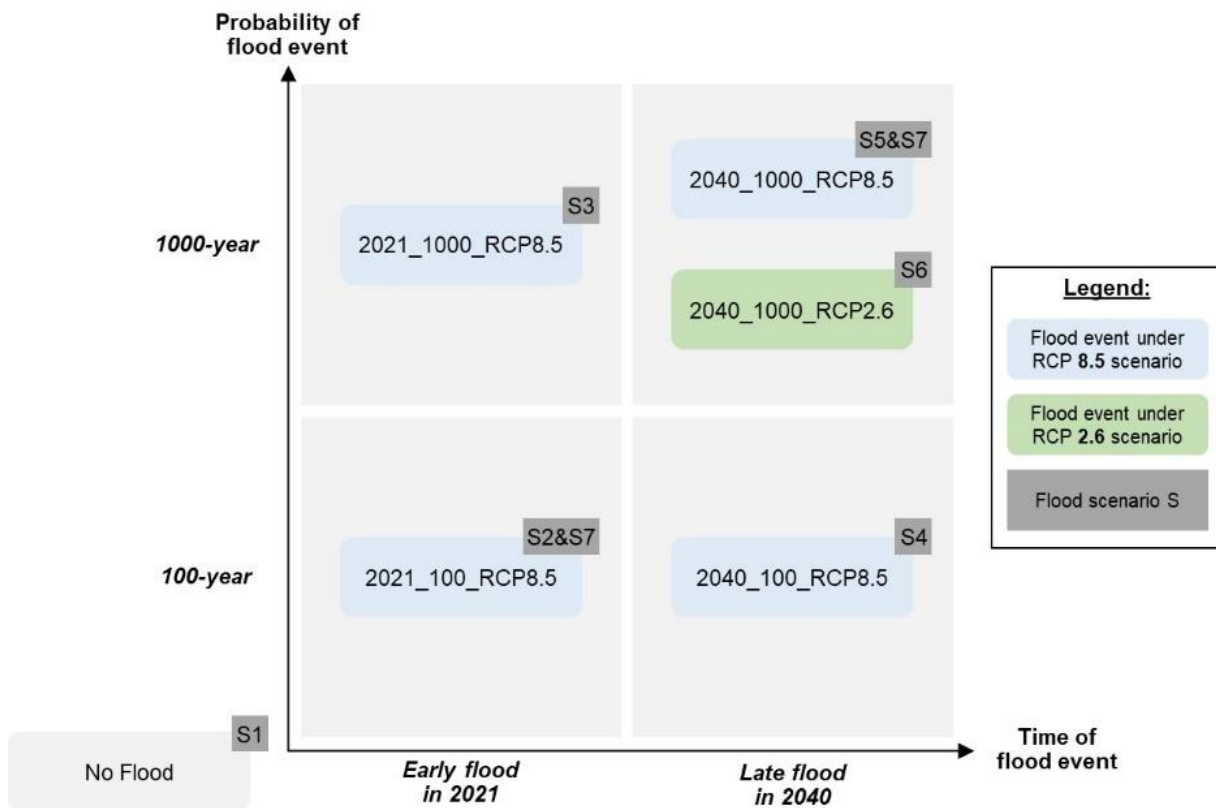 Probability of
flood event
S5&S7
2040_1000_RCP8.5
S3
2021_1000_RCP8.5
1000-year
S6
2040_1000_RCP2.6
Legend:
Flood event under
RCP 8.5 scenario
Flood event under
RCP 2.6 scenario
Flood scenario S
S2&S7
2021_100_RCP8.5
S4
2040_100_RCP8.5
100-year
S1
No Flood
Early flood
in 2021
Late flood
in 2040
Time of
flood event